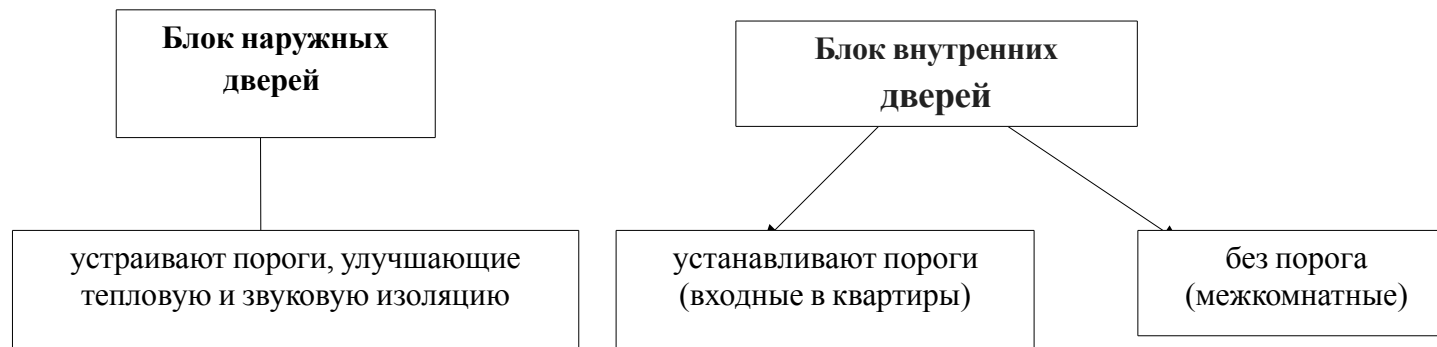 Блок наружных
дверей
Блок внутренних
дверей
устраивают пороги, улучшающие
тепловую и звуковую изоляцию
устанавливают пороги
(входные в квартиры)
без порога
(межкомнатные)